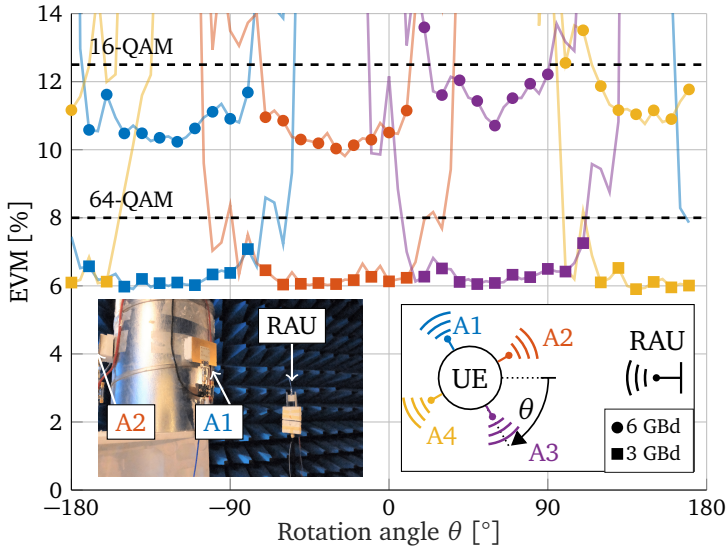 14
12
10
8
6
4
2
0
EVM [%]
16-QAM
64-QAM
RAU
A2
A1
A1
A2
UE
θ
A4
A3
RAU
6 GBd
3 GBd
−180
−90
0
90
180
Rotation angle θ [°]